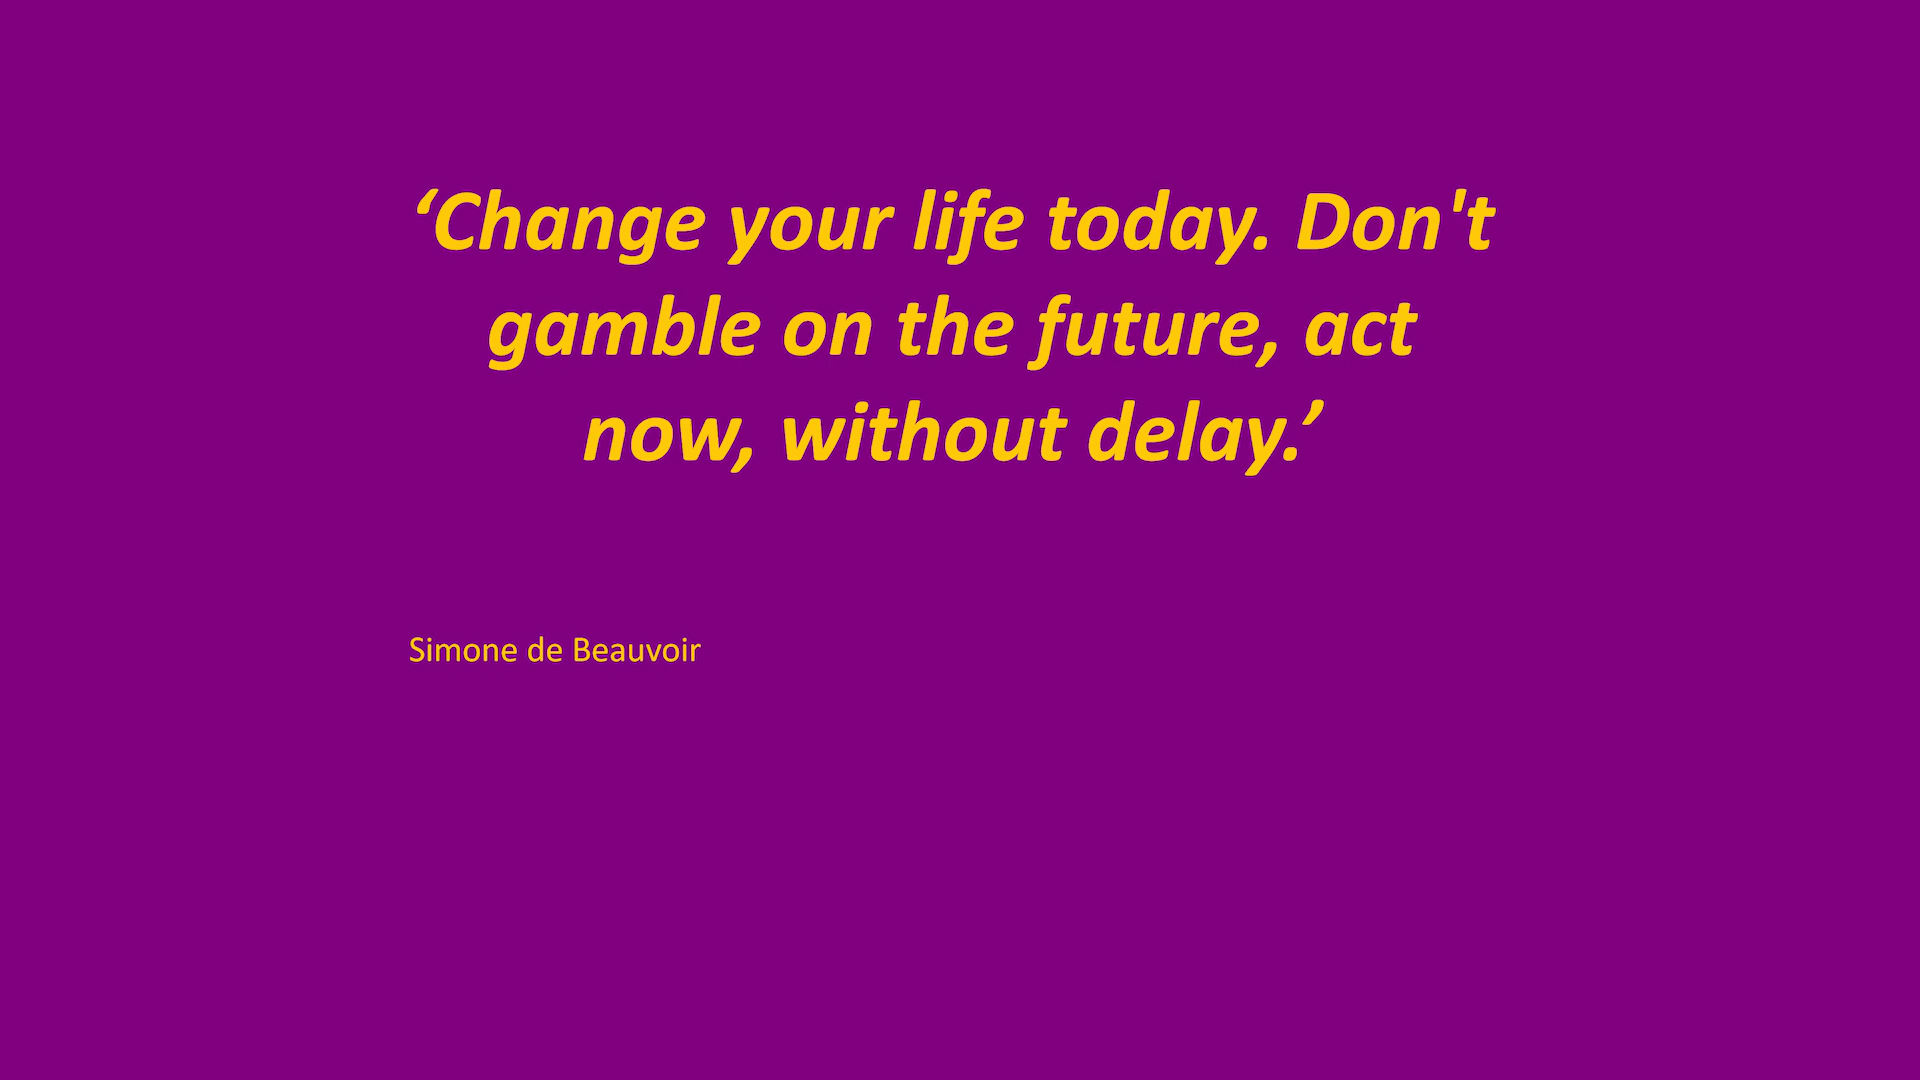 ‘Change your life today. Don't
gamble on the future, act
now, without delay.’
Simone de Beauvoir